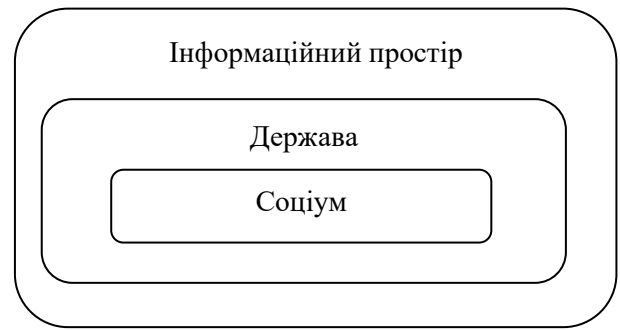 Інформаційний простір
Держава
Соціум